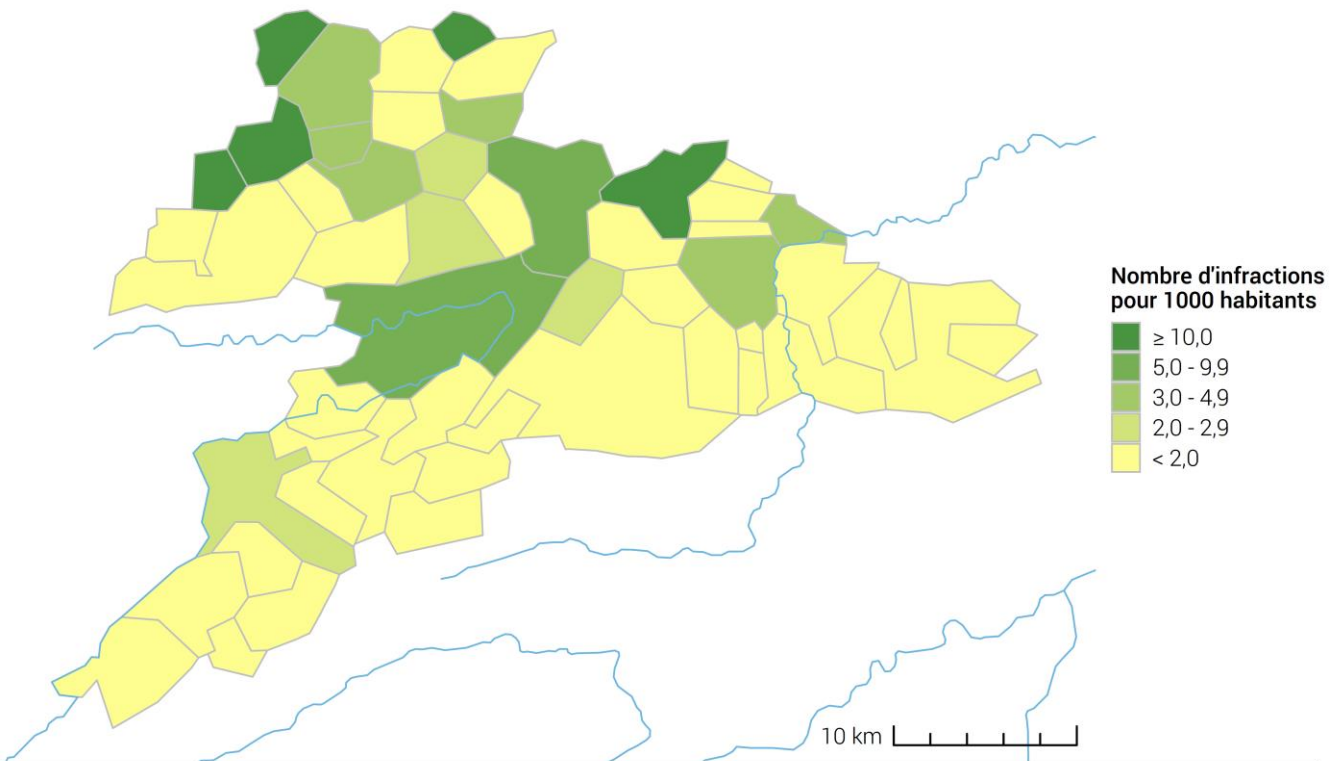 Nombre d'infractions
pour 1000 habitants
≥ 10,0
5,0 - 9,9
3,0 - 4,9
2,0 - 2,9
< 2,0
10 km